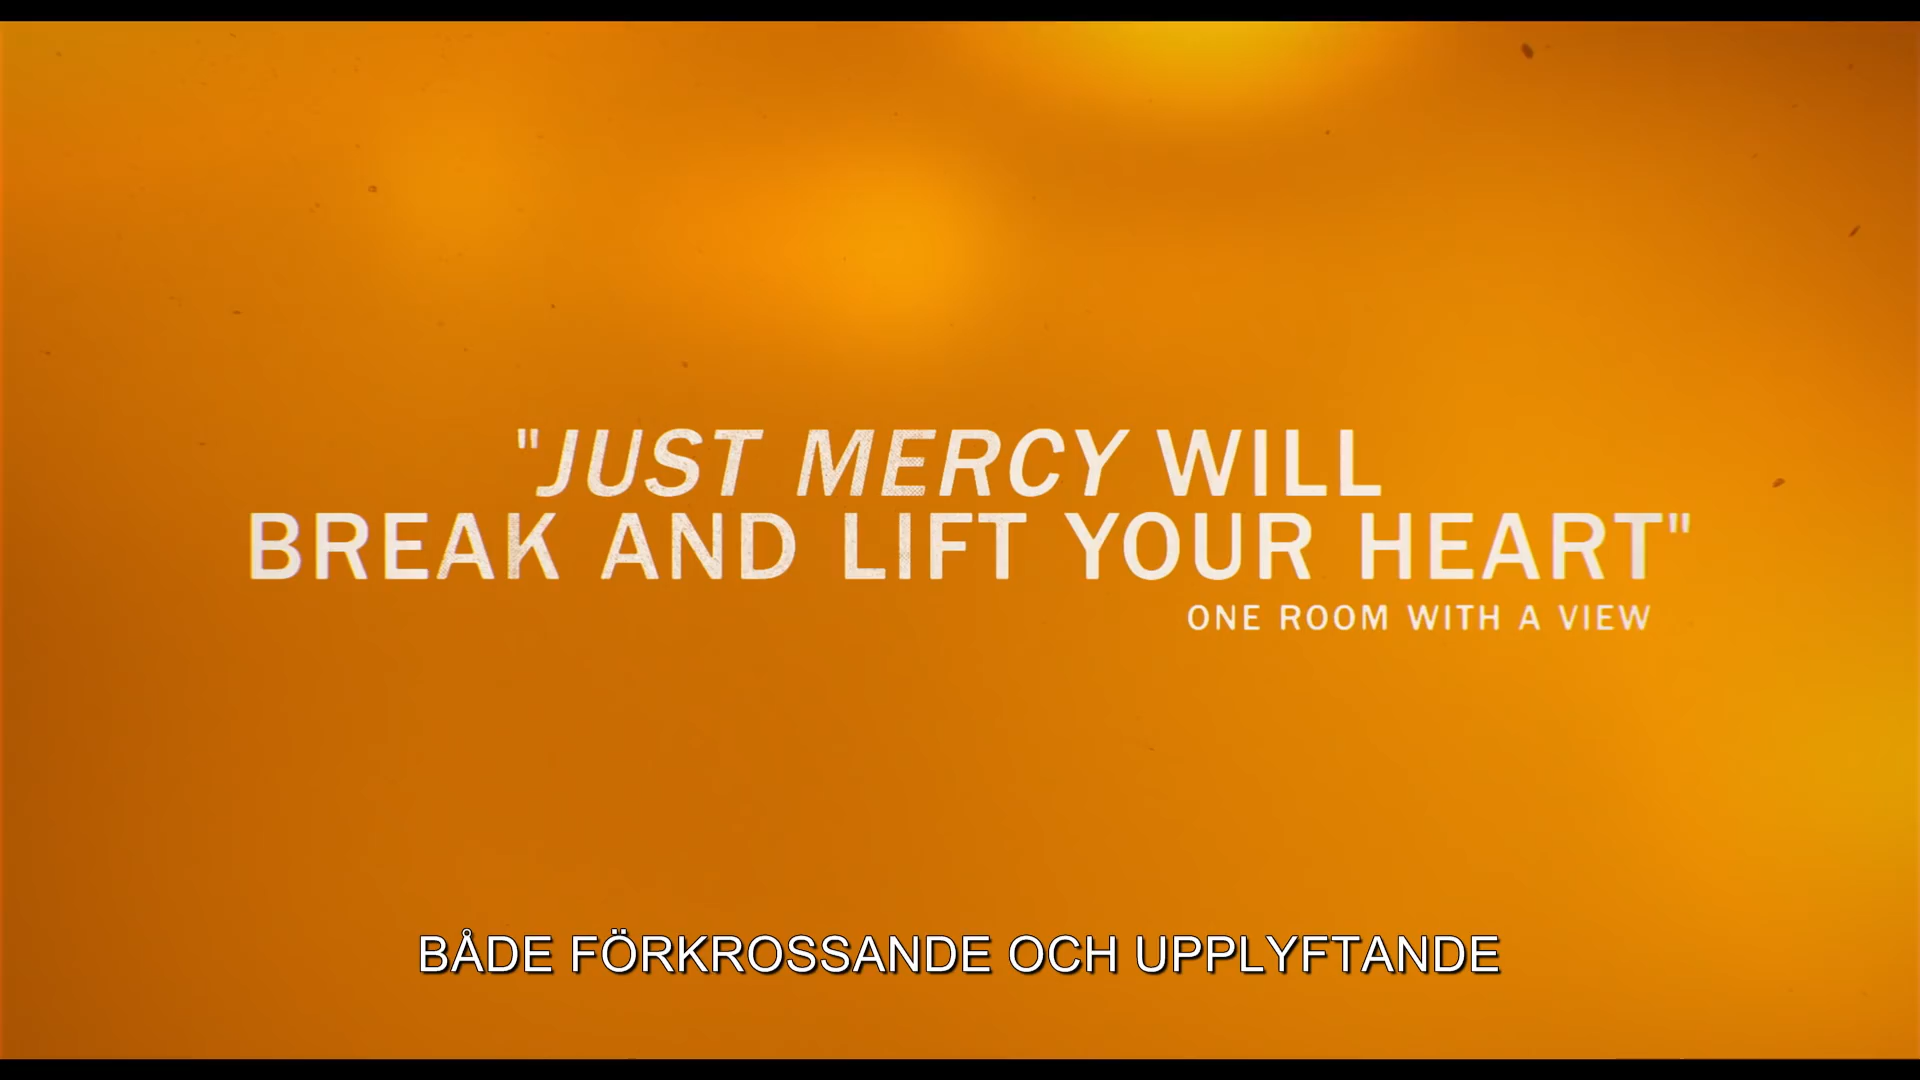 "JUST MERCY WILL
BREAK AND LIFT YOUR HEART"
ONE ROOM WITH A VIEW
BÅDE FÖRKROSSANDE OCH UPPLYFTANDE